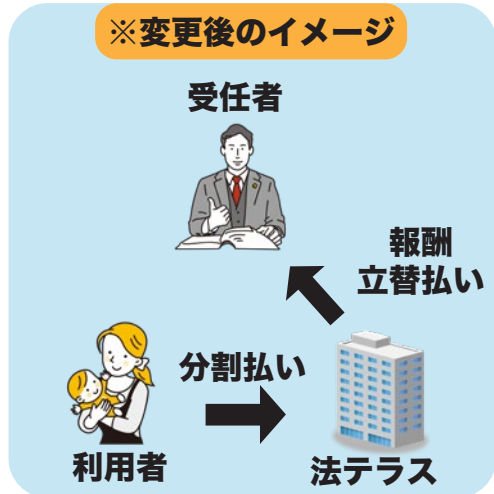 ※変更後のイメージ
受任者
報酬
立替払い
分割払い
利用者
法テラス